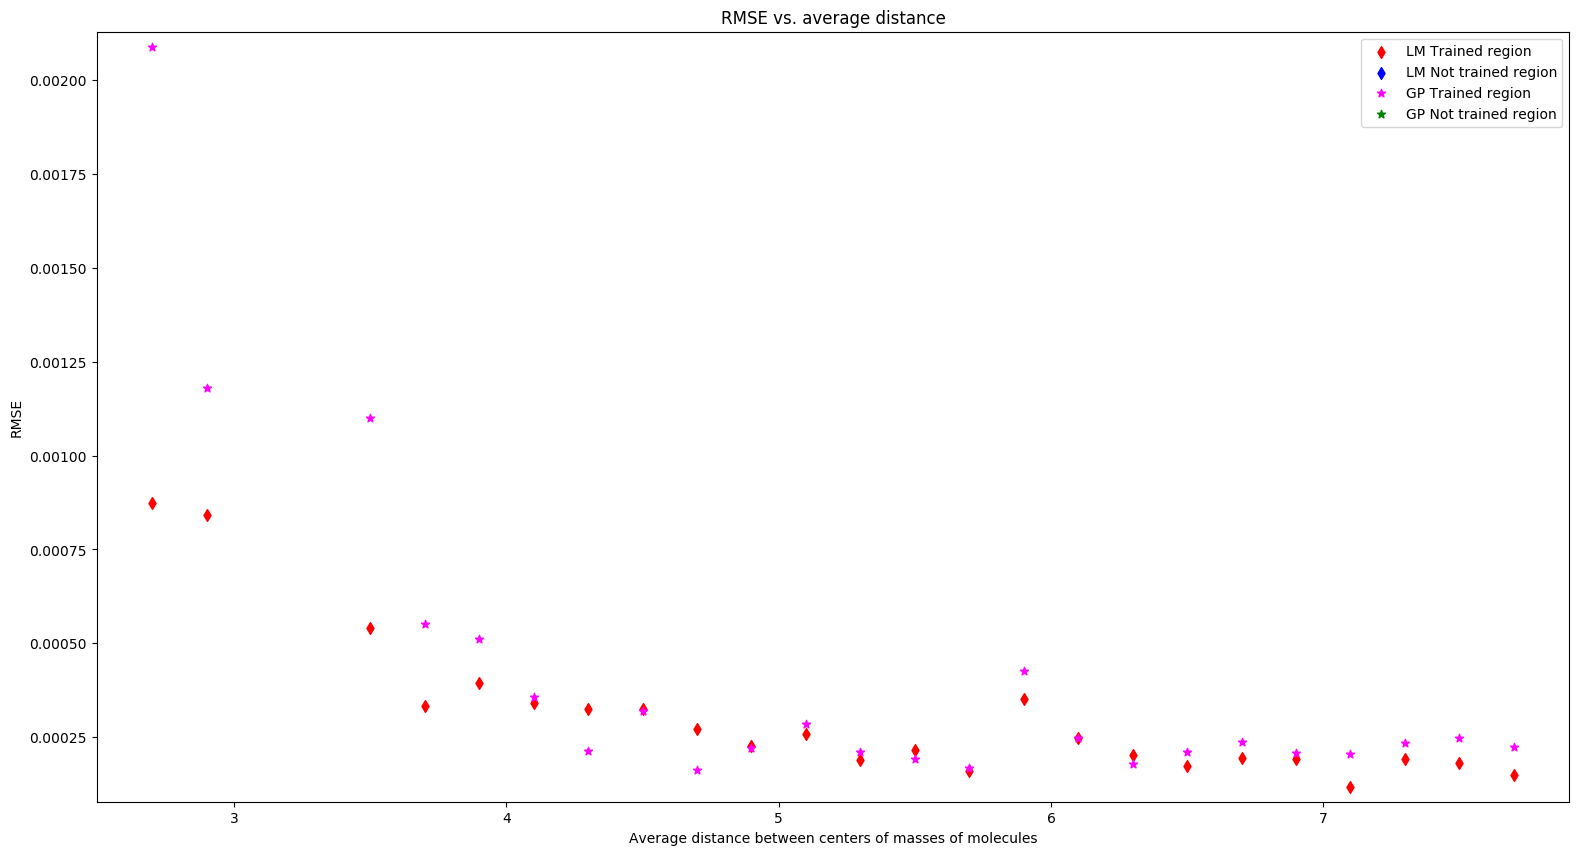 RMSE vs. average distance
LM Trained region
LM Not trained region
GP Trained region
GP Not trained region
0.00200
0.00175
0.00150
0.00125
0.00100
0.00075
0.00050
0.00025
RMSE
3 4 5 6 7
Average distance between centers of masses of molecules